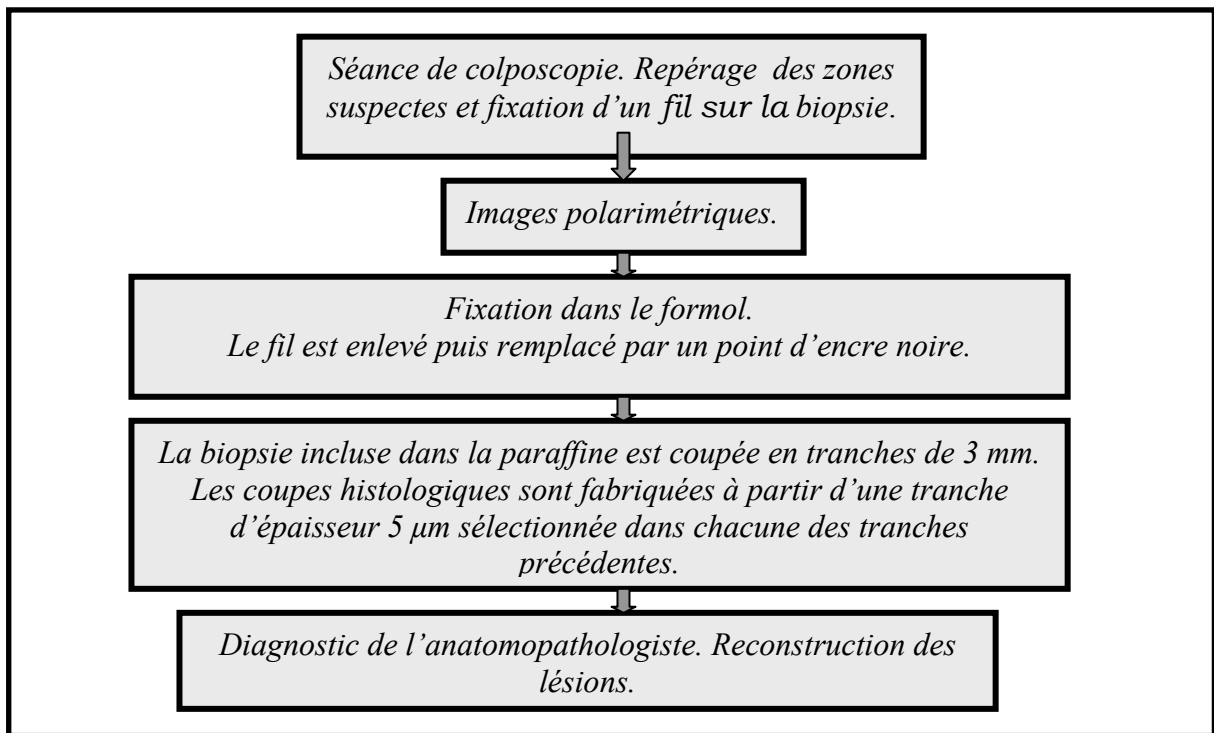 Séance de colposcopie. Repérage des zones
suspectes et fixation d’un fil sur la biopsie.
Images polarimétriques.
Fixation dans le formol.
Le fil est enlevé puis remplacé par un point d’encre noire.
La biopsie incluse dans la paraffine est coupée en tranches de 3 mm.
Les coupes histologiques sont fabriquées à partir d’une tranche
d’épaisseur 5 µm sélectionnée dans chacune des tranches
précédentes.
Diagnostic de l’anatomopathologiste. Reconstruction des
lésions.